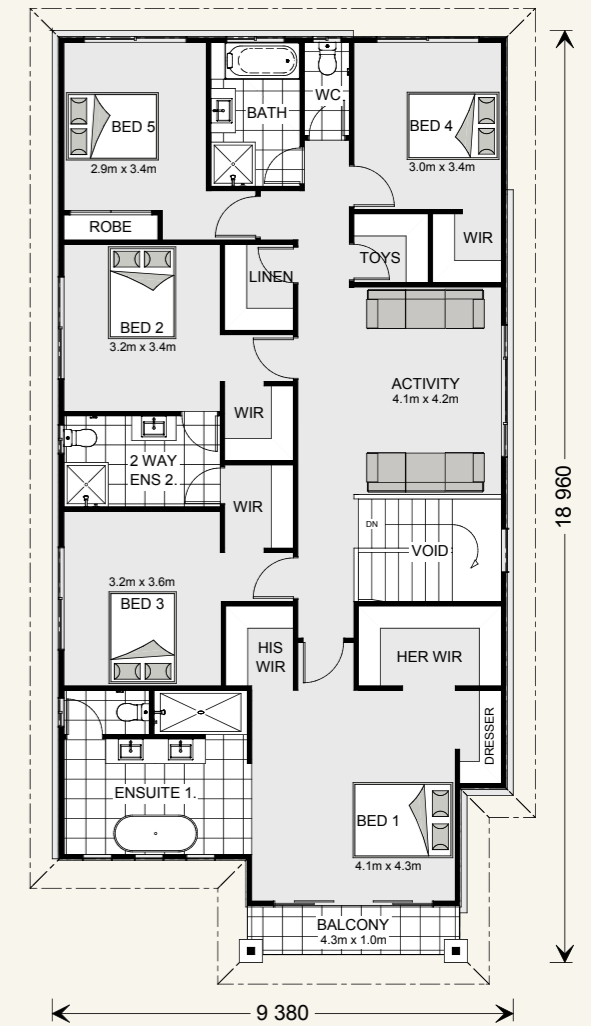 BED 5
2.9m x 3.4m
BATH
WC
BED 4
3.0m x 3.4m
ROBE
WIR
TOYS
LINEN
BED 2
3.2m x 3.4m
ACTIVITY
4.1m x 4.2m
WIR
2 WAY
ENS 2.
WIR
DN
VOID
18 960
3.2m x 3.6m
BED 3
HIS
WIR
HER WIR
DRESSER
ENSUITE 1.
BED 1
4.1m x 4.3m
BALCONY
4.3m x 1.0m
9 380